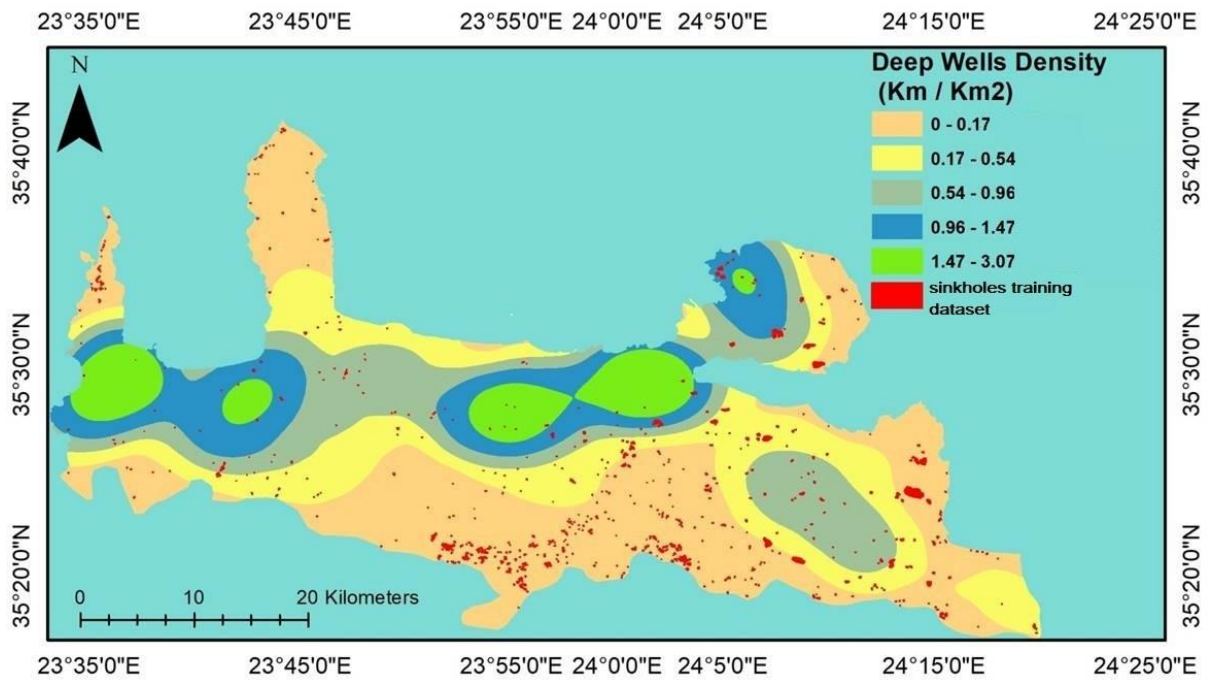 23°35'0"E 23°45'0"E 23°55'0"E 24°0'0"E 24°5'0"E 24°15'0"E 24°25'0"E
N
Deep Wells Density
(Km / Km2)
0 - 0.17
0.17 - 0.54
0.54 - 0.96
0.96 - 1.47
1.47 - 3.07
sinkholes training
dataset
35°40'0"N
35°30'0"N
35°20'0"N
35°40'0"N
35°30'0"N
35°20'0"N
0 10 20 Kilometers
23°35'0"E 23°45'0"E 23°55'0"E 24°0'0"E 24°5'0"E 24°15'0"E 24°25'0"E